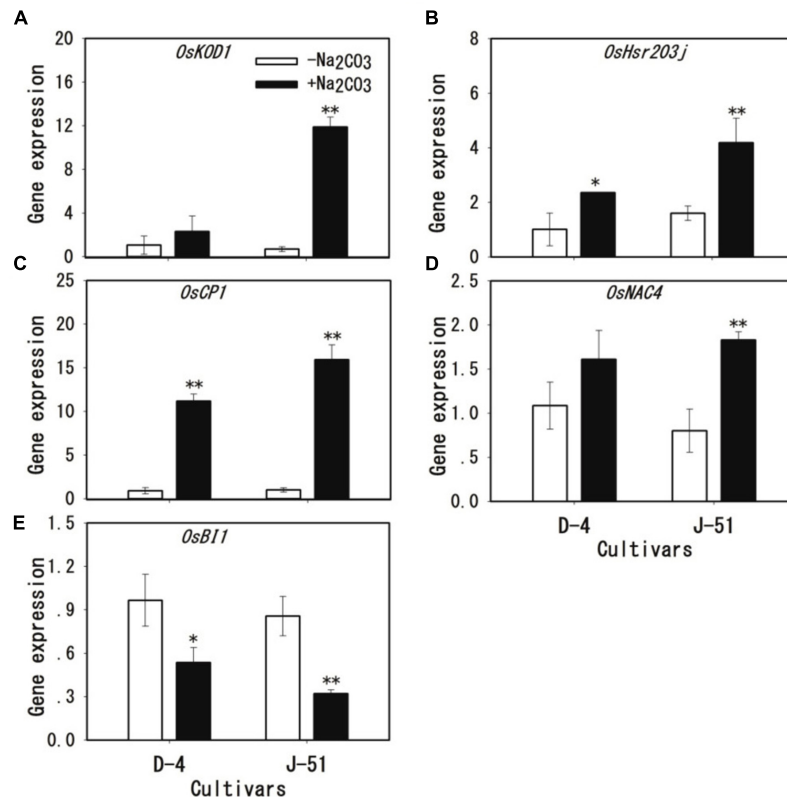 A
B
20
16
12
8
4
0
Gene expression
OsKOD1
−Na2CO3
+Na2CO3
**
8
6
4
2
0
Gene expression
OsHsr203j
*
**
C
D
25
20
15
10
5
0
Gene expression
OsCP1
**
**
2.5
2.0
1.5
1.0
.5
0.0
Gene expression
OsNAC4
**
D-4
J-51
Cultivars
E
1.5
1.2
.9
.6
.3
0.0
Gene expression
OsBI1
*
**
D-4
J-51
Cultivars